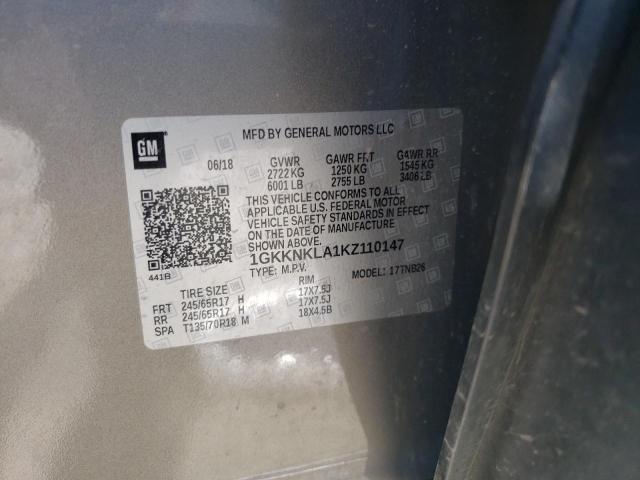 GM
MFD BY GENERAL MOTORS LLC
06/18 GVWR GAWR FRT GAWR RR
2722 KG 1250 KG 1545 KG
6001 LB 2755 LB 3406 LB
THIS VEHICLE CONFORMS TO ALL
APPLICABLE U.S. FEDERAL MOTOR
VEHICLE SAFETY STANDARDS IN EFFECT
ON THE DATE OF MANUFACTURE
SHOWN ABOVE.
1GKKNKLA1KZ110147
441B
TYPE: M.P.V. MODEL: 17TNB26
TIRE SIZE RIM
FRT 245/65R17 H 17X7.5J
RR 245/65R17 H 17X7.5J
SPA T135/70R18 M 18X4.5B